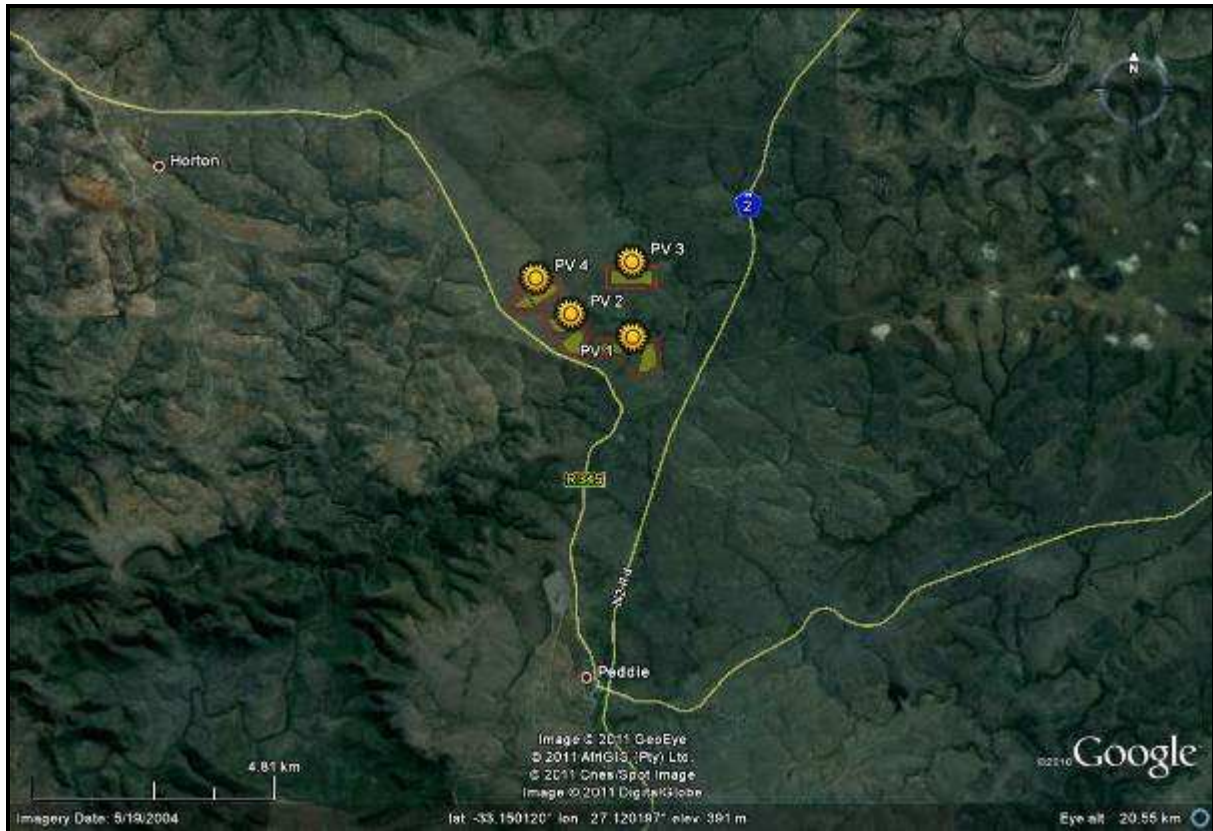 N
Horton
2
PV 3
PV 4
PV 2
PV 1
R345
N2 Rd
Peddie
Image © 2011 GeoEye
© 2011 AfriGIS (Pty) Ltd.
© 2011 Cnes/Spot Image
Image © 2011 DigitalGlobe
©2010 Google
4.81 km
Imagery Date: 5/19/2004
lat -33.150120° lon 27.120197° elev 391 m
Eye alt 20.55 km